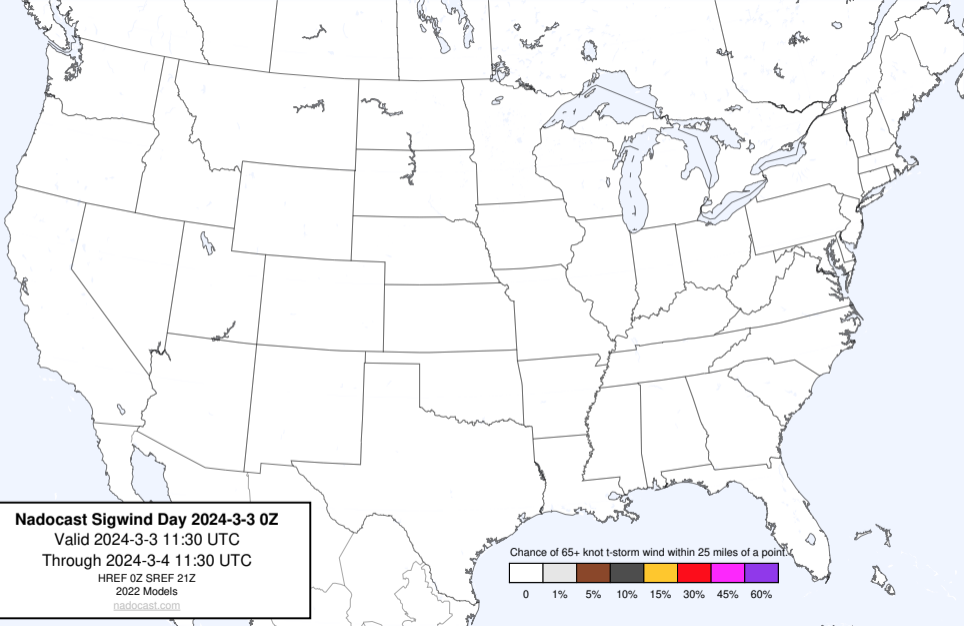 Nadocast Sigwind Day 2024-3-3 0Z
Valid 2024-3-3 11:30 UTC
Through 2024-3-4 11:30 UTC
HREF 0Z SREF 21Z
2022 Models
nadocast.com
Chance of 65+ knot t-storm wind within 25 miles of a point.
0 1% 5% 10% 15% 30% 45% 60%